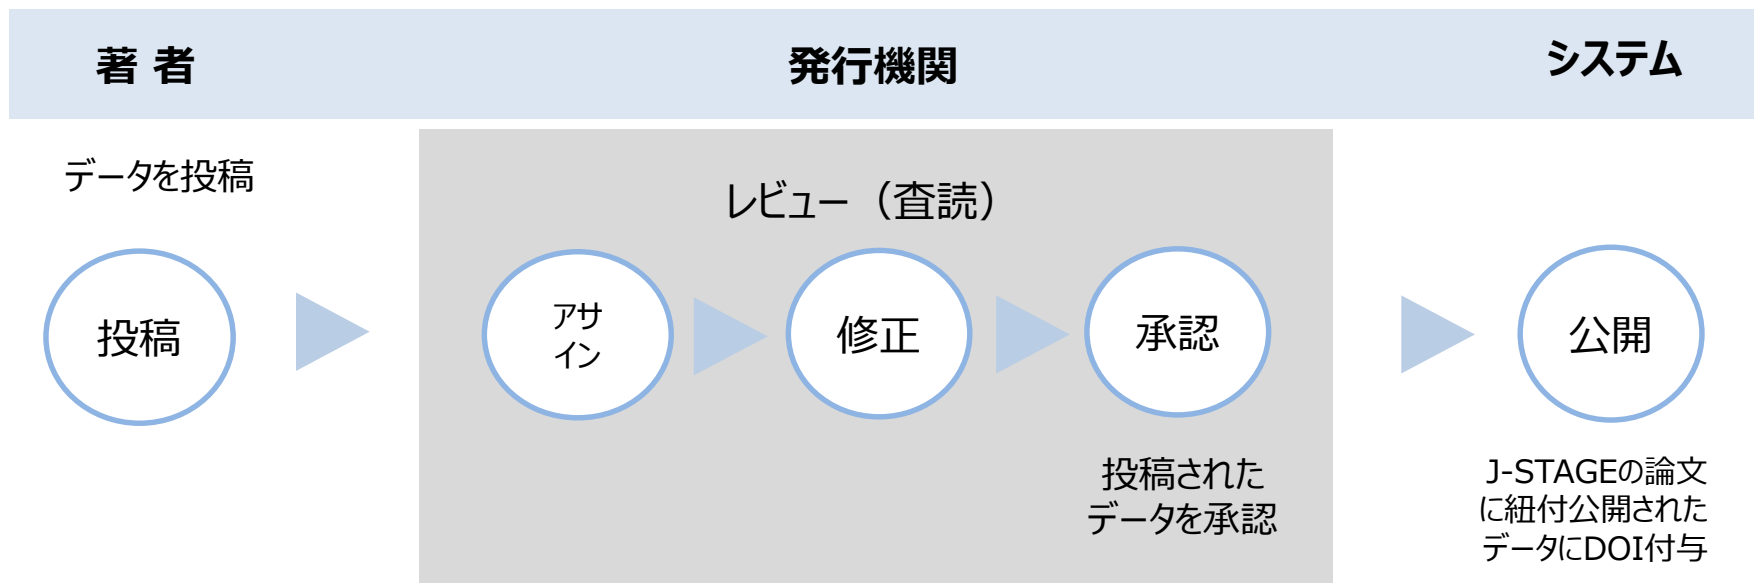 著 者
発行機関
システム
データを投稿
レビュー（査読）
投稿
アサ
イン
修正
承認
公開
投稿された
データを承認
J-STAGEの論文
に紐付公開された
データにDOI付与